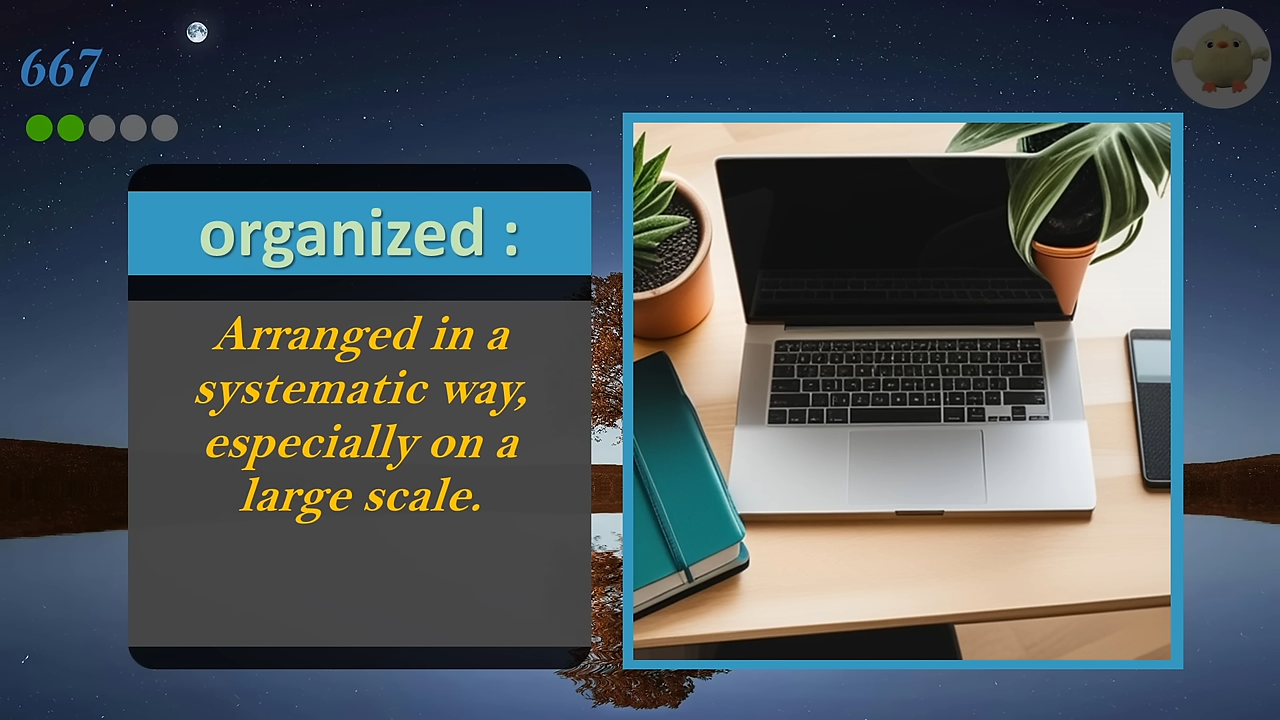 667
organized :
Arranged in a
systematic way,
especially on a
large scale.